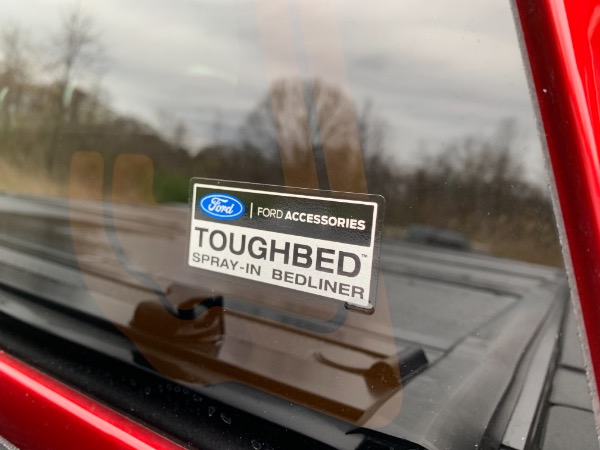 Ford | FORD ACCESSORIES
TOUGHBED™
SPRAY-IN BEDLINER